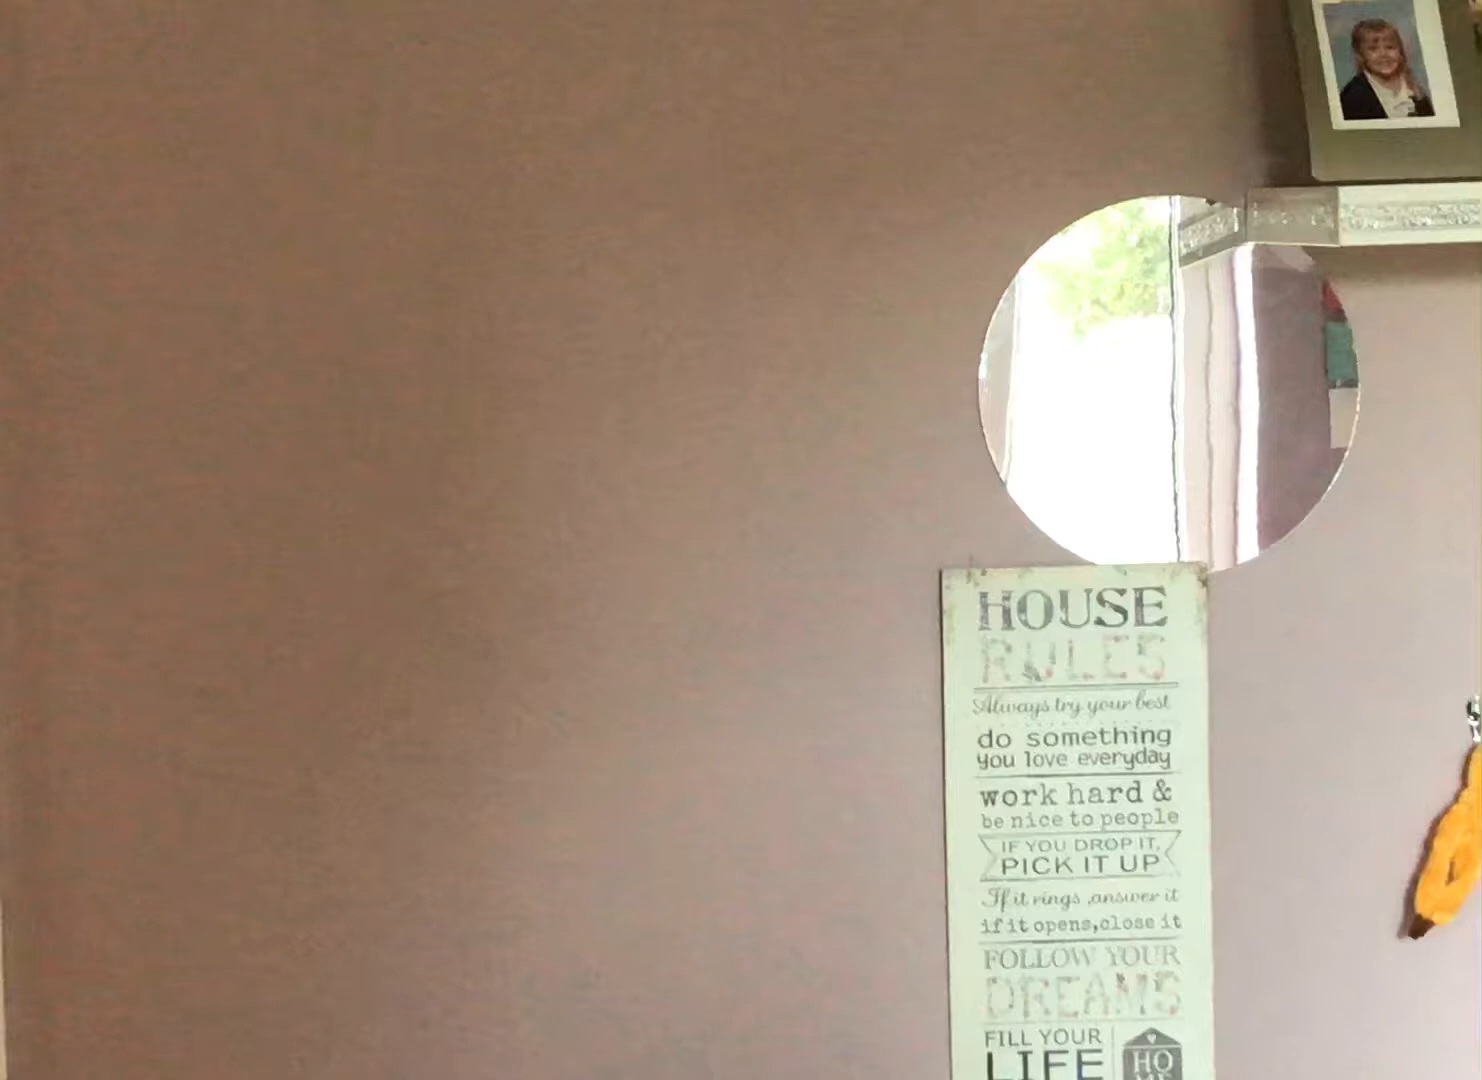 HOUSE
RULES
Always try your best
do something
you love everyday
work hard &
be nice to people
IF YOU DROP IT,
PICK IT UP
If it rings ,answer it
if it opens,close it
FOLLOW YOUR
DREAMS
FILL YOUR
LIFE
HO
ME